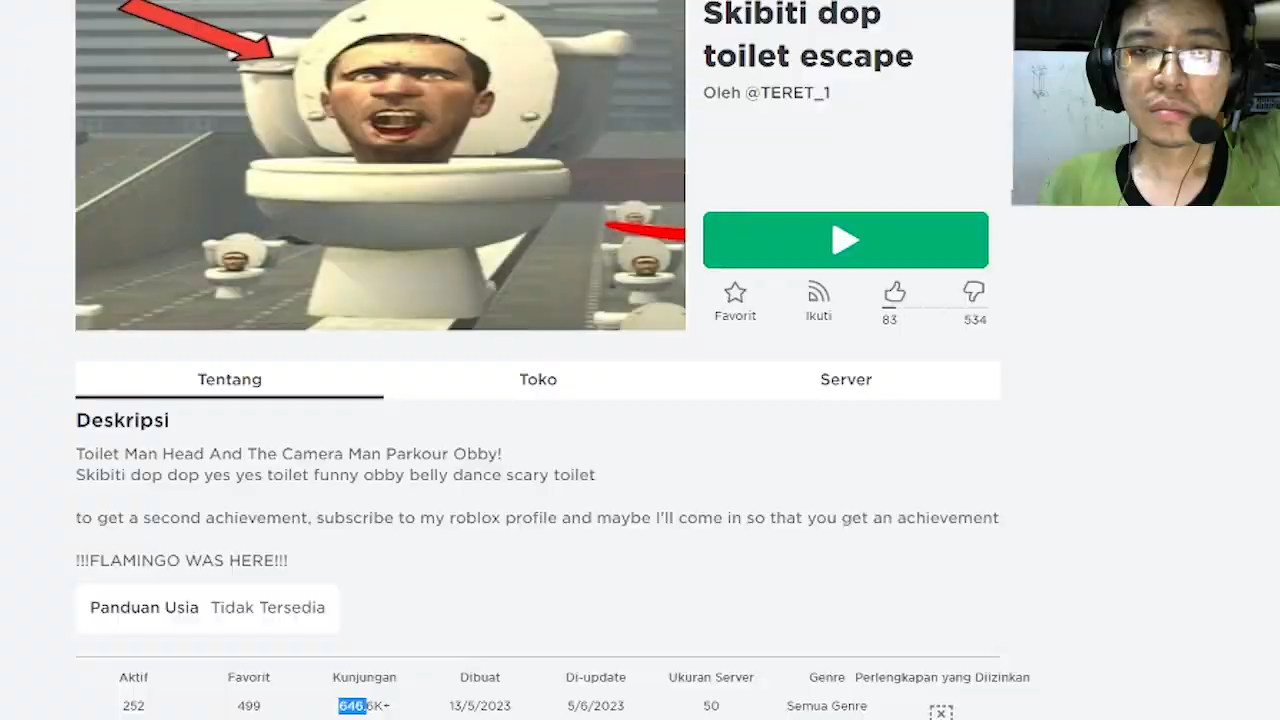 Skibiti dop
toilet escape
Oleh @TERET_1
Favorit
Ikuti
83
534
Tentang
Toko
Server
Deskripsi
Toilet Man Head And The Camera Man Parkour Obby!
Skibiti dop dop yes yes toilet funny obby belly dance scary toilet
to get a second achievement, subscribe to my roblox profile and maybe I'll come in so that you get an achievement
!!!FLAMINGO WAS HERE!!!
Panduan Usia Tidak Tersedia
Aktif Favorit Kunjungan Dibuat Di-update Ukuran Server Genre Perlengkapan yang Diizinkan
252 499 646.6K+ 13/5/2023 5/6/2023 50 Semua Genre